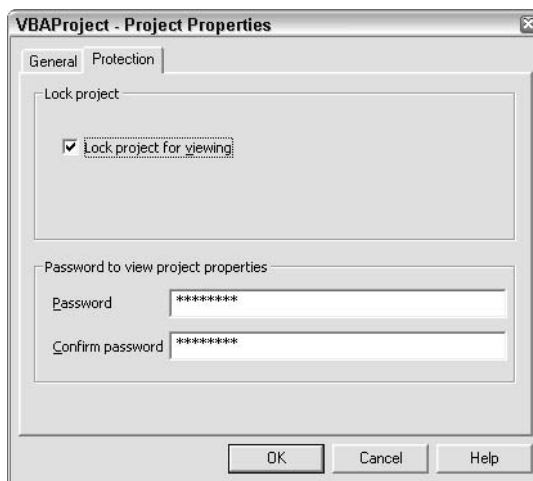 VBAProject - Project Properties
General Protection
Lock project
Lock project for viewing
Password to view project properties
Password ********
Confirm password ********
OK Cancel Help